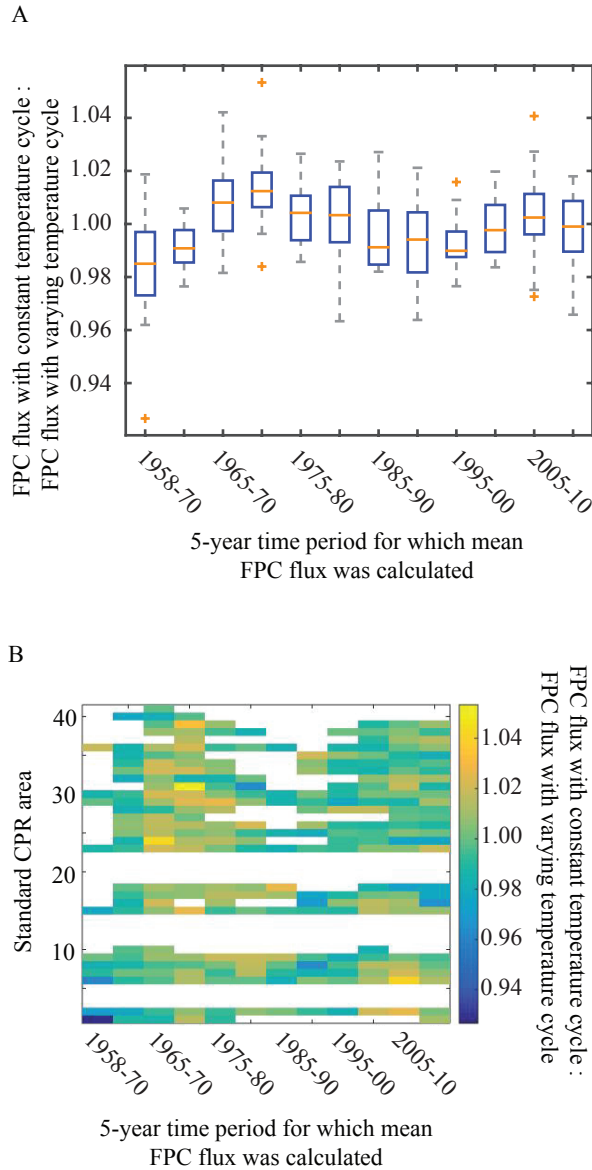 A
FPC flux with constant temperature cycle :
FPC flux with varying temperature cycle
1.04
1.02
1.00
0.98
0.96
0.94
1958-70
1965-70
1975-80
1985-90
1995-00
2005-10
5-year time period for which mean
FPC flux was calculated
B
Standard CPR area
40
30
20
10
1958-70
1965-70
1975-80
1985-90
1995-00
2005-10
5-year time period for which mean
FPC flux was calculated
1.04
1.02
1.00
0.98
0.96
0.94
FPC flux with constant temperature cycle :
FPC flux with varying temperature cycle